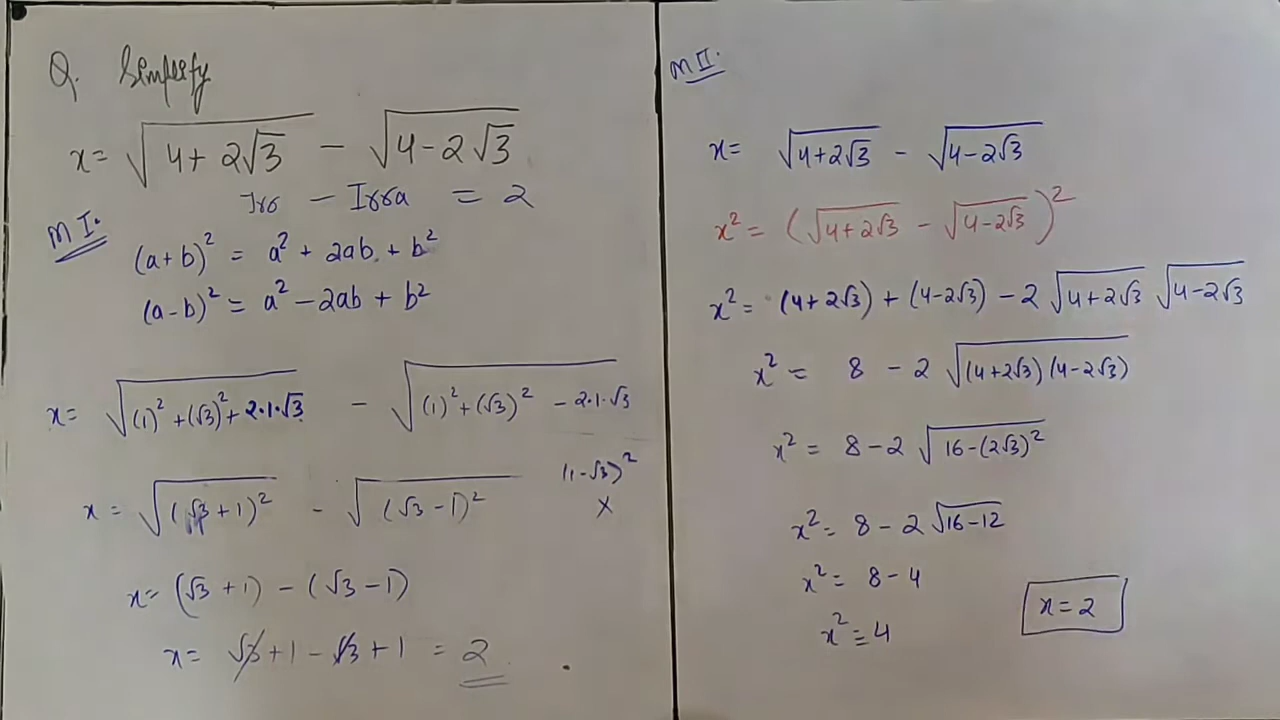 Q. Simplify
x = √(4 + 2√3) − √(4 − 2√3)
Irr − Irra = 2
M I.
(a+b)² = a² + 2ab + b²
(a−b)² = a² − 2ab + b²
x = √((1)² + (√3)² + 2·1·√3) − √((1)² + (√3)² − 2·1·√3)
(1−√3)²
x = √((√3 + 1)²) − √((√3 − 1)²) ×
x = (√3 + 1) − (√3 − 1)
x = √3 + 1 − √3 + 1 = 2
M II.
x = √(4+2√3) − √(4−2√3)
x² = (√(4+2√3) − √(4−2√3))²
x² = (4+2√3) + (4−2√3) − 2 √(4+2√3) √(4−2√3)
x² = 8 − 2 √((4+2√3)(4−2√3))
x² = 8 − 2 √(16−(2√3)²)
x² = 8 − 2 √(16−12)
x² = 8 − 4
x² = 4
x = 2